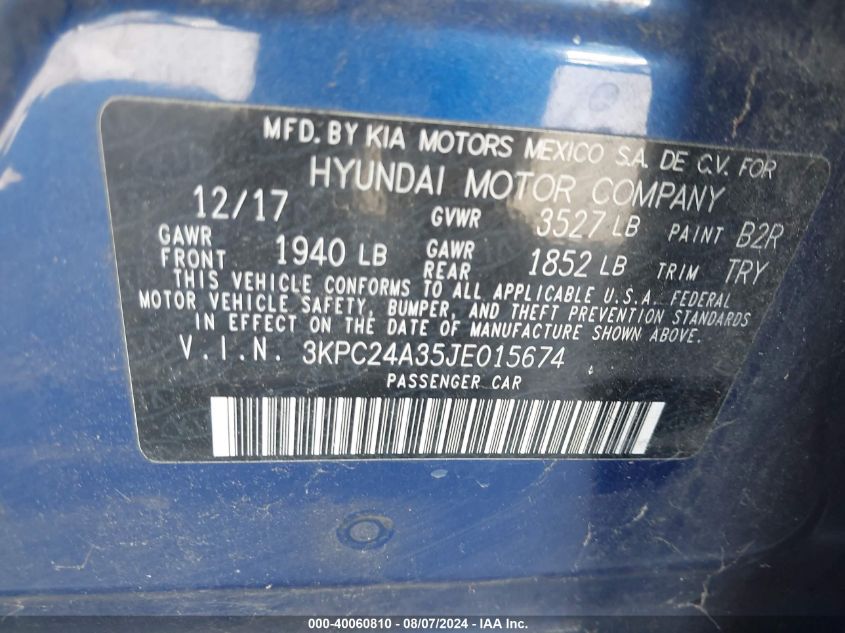 MFD. BY KIA MOTORS MEXICO S.A. DE C.V. FOR
HYUNDAI MOTOR COMPANY
12/17 GVWR 3527 LB PAINT B2R
GAWR FRONT 1940 LB GAWR REAR 1852 LB TRIM TRY
THIS VEHICLE CONFORMS TO ALL APPLICABLE U.S.A. FEDERAL
MOTOR VEHICLE SAFETY, BUMPER, AND THEFT PREVENTION STANDARDS
IN EFFECT ON THE DATE OF MANUFACTURE SHOWN ABOVE.
V.I.N. 3KPC24A35JE015674
PASSENGER CAR
000-40060810 - 08/07/2024 - IAA Inc.